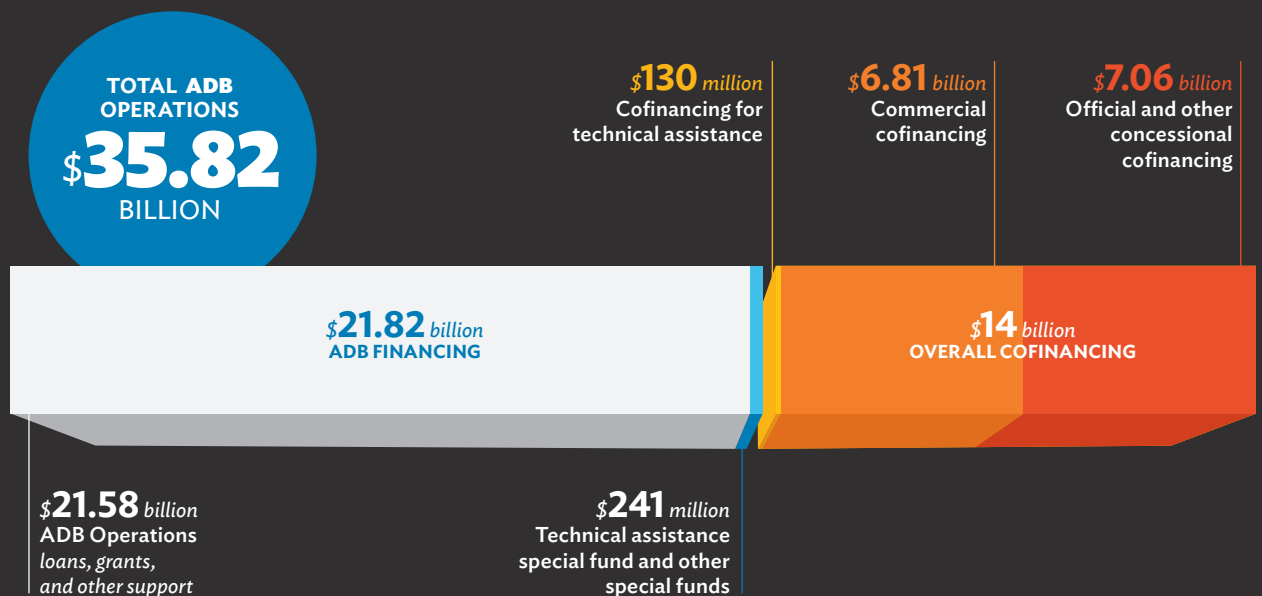 TOTAL ADB
OPERATIONS
$35.82
BILLION
$130 million
Cofinancing for
technical assistance
$6.81 billion
Commercial
cofinancing
$7.06 billion
Official and other
concessional
cofinancing
$21.82 billion
ADB FINANCING
$14 billion
OVERALL COFINANCING
$21.58 billion
ADB Operations
loans, grants,
and other support
$241 million
Technical assistance
special fund and other
special funds